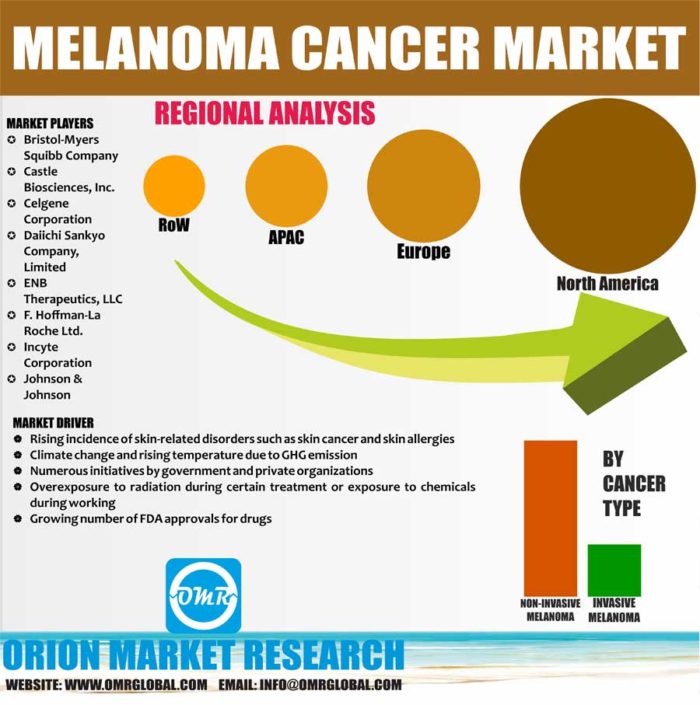 MELANOMA CANCER MARKET
MARKET PLAYERS
Bristol-Myers
Squibb Company
Castle
Biosciences, Inc.
Celgene
Corporation
Daiichi Sankyo
Company,
Limited
ENB
Therapeutics, LLC
F. Hoffman-La
Roche Ltd.
Incyte
Corporation
Johnson &
Johnson
REGIONAL ANALYSIS
RoW
APAC
Europe
North America
MARKET DRIVER
Rising incidence of skin-related disorders such as skin cancer and skin allergies
Climate change and rising temperature due to GHG emission
Numerous initiatives by government and private organizations
Overexposure to radiation during certain treatment or exposure to chemicals
during working
Growing number of FDA approvals for drugs
BY
CANCER
TYPE
NON-INVASIVE
MELANOMA
INVASIVE
MELANOMA
OMR
ORION MARKET RESEARCH
WEBSITE: WWW.OMRGLOBAL.COM EMAIL: INFO@OMRGLOBAL.COM